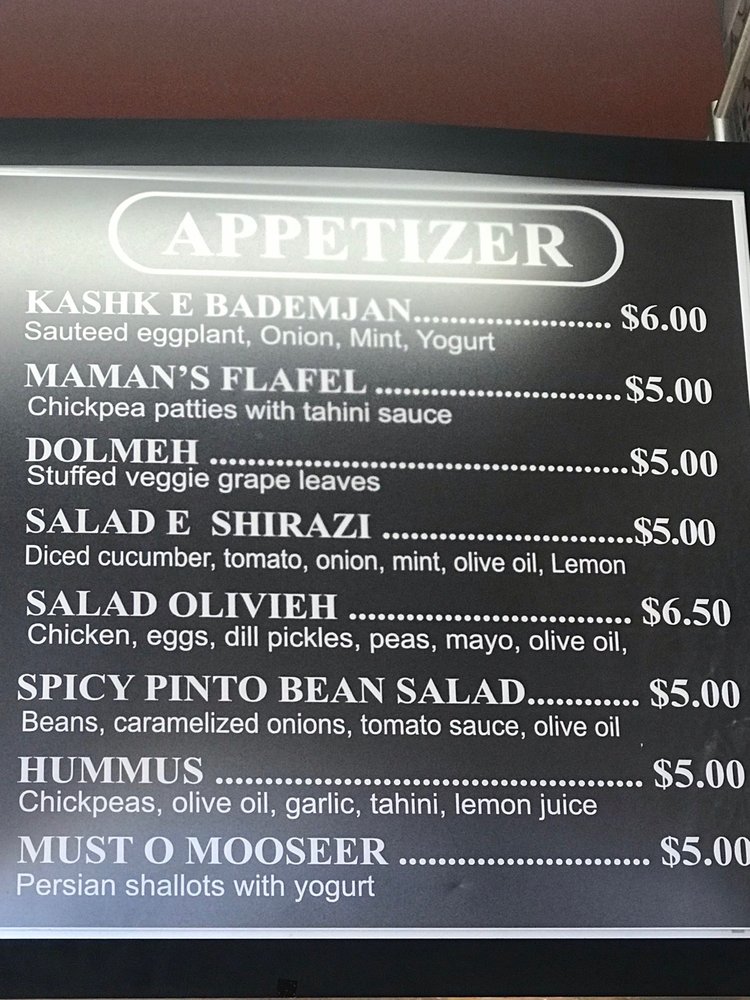 APPETIZER
KASHK E BADEMJAN.................... $6.00
Sauteed eggplant, Onion, Mint, Yogurt
MAMAN'S FLAFEL ......................... $5.00
Chickpea patties with tahini sauce
DOLMEH ..........................................$5.00
Stuffed veggie grape leaves
SALAD E SHIRAZI .........................$5.00
Diced cucumber, tomato, onion, mint, olive oil, Lemon
SALAD OLIVIEH ............................. $6.50
Chicken, eggs, dill pickles, peas, mayo, olive oil,
SPICY PINTO BEAN SALAD............ $5.00
Beans, caramelized onions, tomato sauce, olive oil
HUMMUS ........................................... $5.00
Chickpeas, olive oil, garlic, tahini, lemon juice
MUST O MOOSEER .......................... $5.00
Persian shallots with yogurt